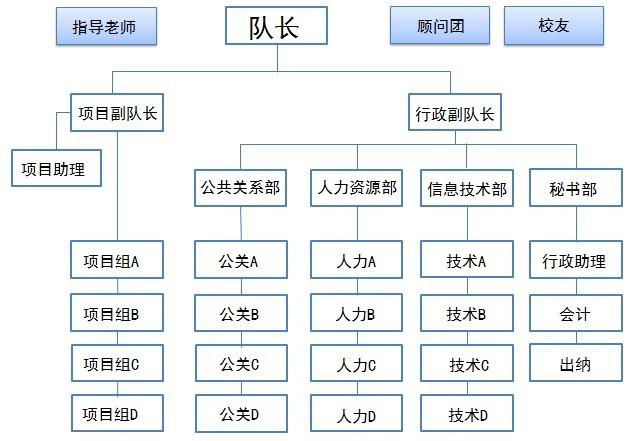 指导老师
队长
顾问团
校友
项目副队长
行政副队长
项目助理
公共关系部
人力资源部
信息技术部
秘书部
项目组A
公关A
人力A
技术A
行政助理
项目组B
公关B
人力B
技术B
会计
项目组C
公关C
人力C
技术C
出纳
项目组D
公关D
人力D
技术D